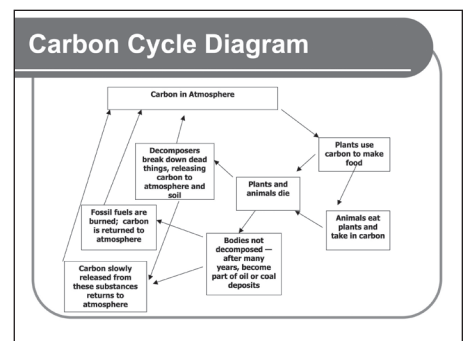 Carbon Cycle Diagram
Carbon in Atmosphere
Plants use
carbon to make
food
Decomposers
break down dead
things, releasing
carbon to
atmosphere and
soil
Plants and
animals die
Animals eat
plants and
take in carbon
Fossil fuels are
burned; carbon
is returned to
atmosphere
Bodies not
decomposed —
after many
years, become
part of oil or coal
deposits
Carbon slowly
released from
these substances
returns to
atmosphere